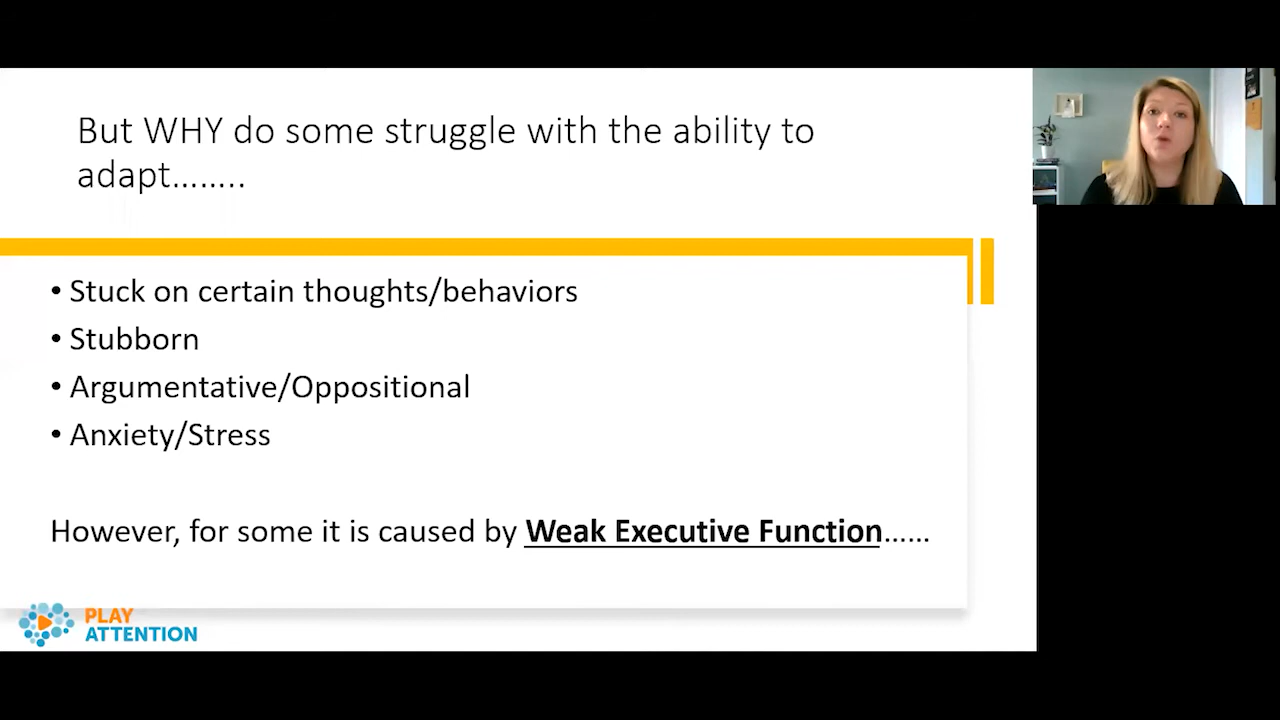 But WHY do some struggle with the ability to
adapt……..
• Stuck on certain thoughts/behaviors
• Stubborn
• Argumentative/Oppositional
• Anxiety/Stress
However, for some it is caused by Weak Executive Function……
PLAY
ATTENTION